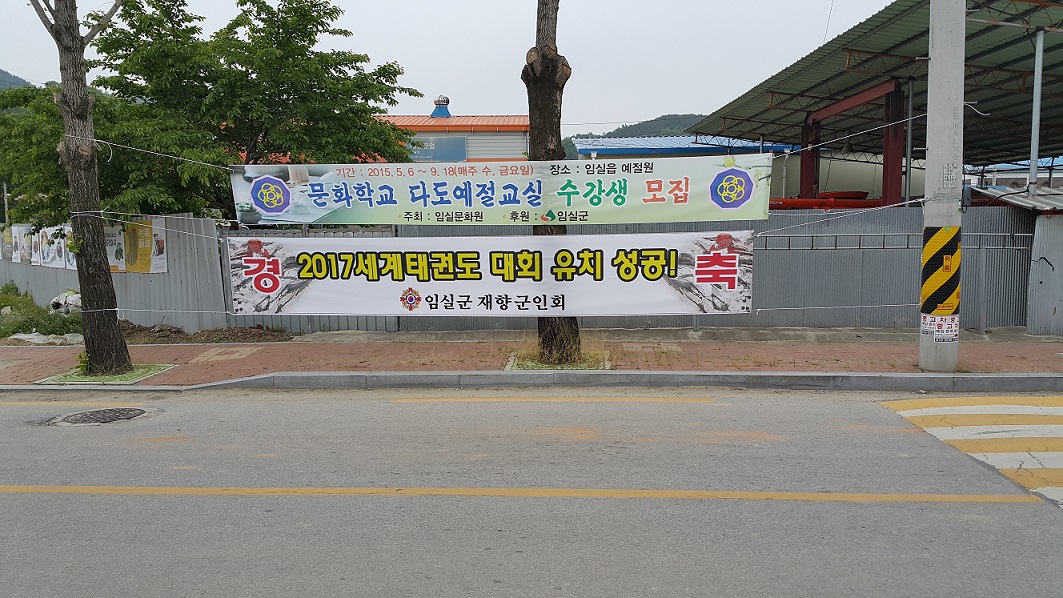 기간 : 2015. 5. 6 ~ 9. 18(매주 수, 금요일) 장소 : 임실읍 예절원
문화학교 다도예절교실 수강생 모집
주최 : 임실문화원 후원 : 임실군
경 2017세계태권도 대회 유치 성공! 축
임실군 재향군인회